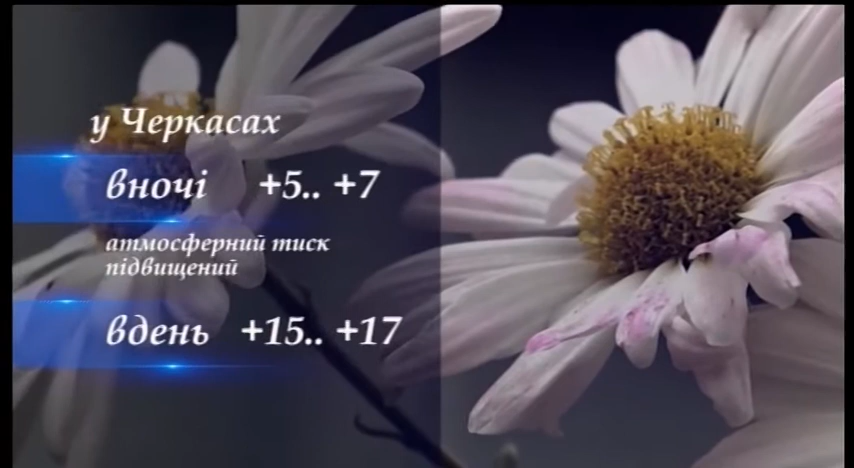 у Черкасах
вночі +5.. +7
атмосферний тиск
підвищений
вдень +15.. +17